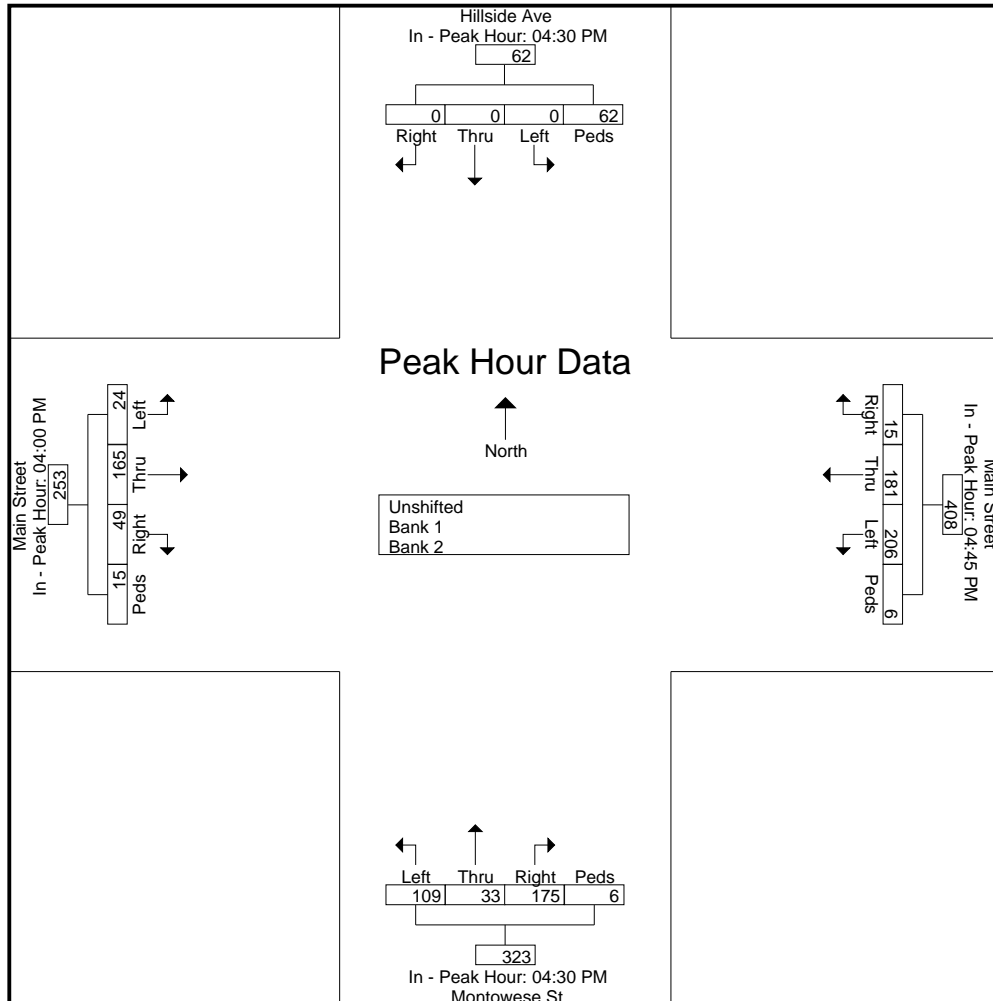 Hillside Ave
In - Peak Hour: 04:30 PM
62
0 0 0 62
Right Thru Left Peds
Peak Hour Data
North
Unshifted
Bank 1
Bank 2
Main Street
In - Peak Hour: 04:00 PM
253
24 165 49 15
Left Thru Right Peds
Main Street
In - Peak Hour: 04:45 PM
408
15 181 206 6
Right Thru Left Peds
Left Thru Right Peds
109 33 175 6
323
In - Peak Hour: 04:30 PM
Montowese St